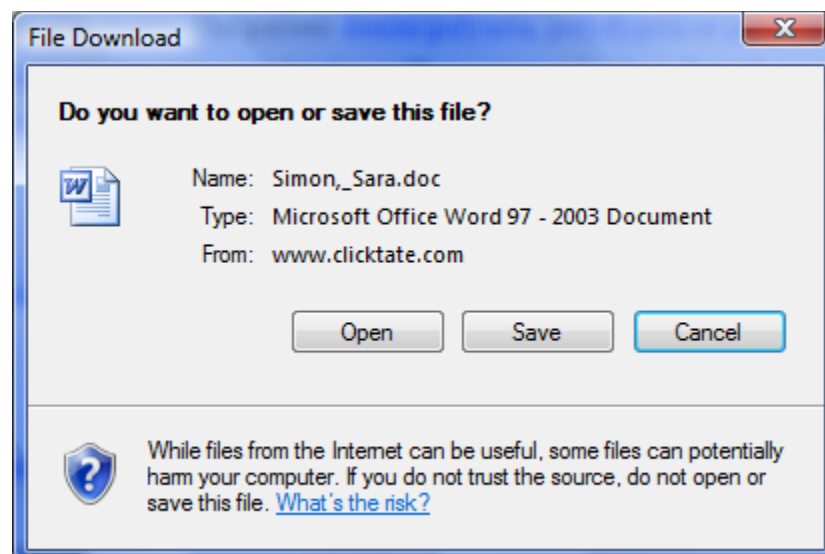 File Download
Do you want to open or save this file?
Name: Simon,_Sara.doc
Type: Microsoft Office Word 97 - 2003 Document
From: www.clicktate.com
Open Save Cancel
While files from the Internet can be useful, some files can potentially
harm your computer. If you do not trust the source, do not open or
save this file. What's the risk?